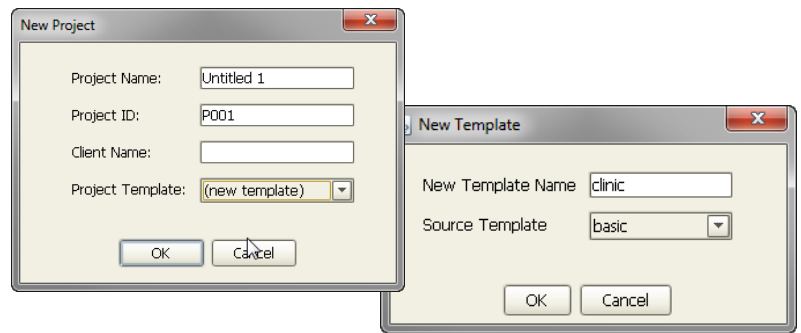 New Project
Project Name: Untitled 1
Project ID: P001
Client Name:
Project Template: (new template)
OK Cancel
New Template
New Template Name clinic
Source Template basic
OK Cancel